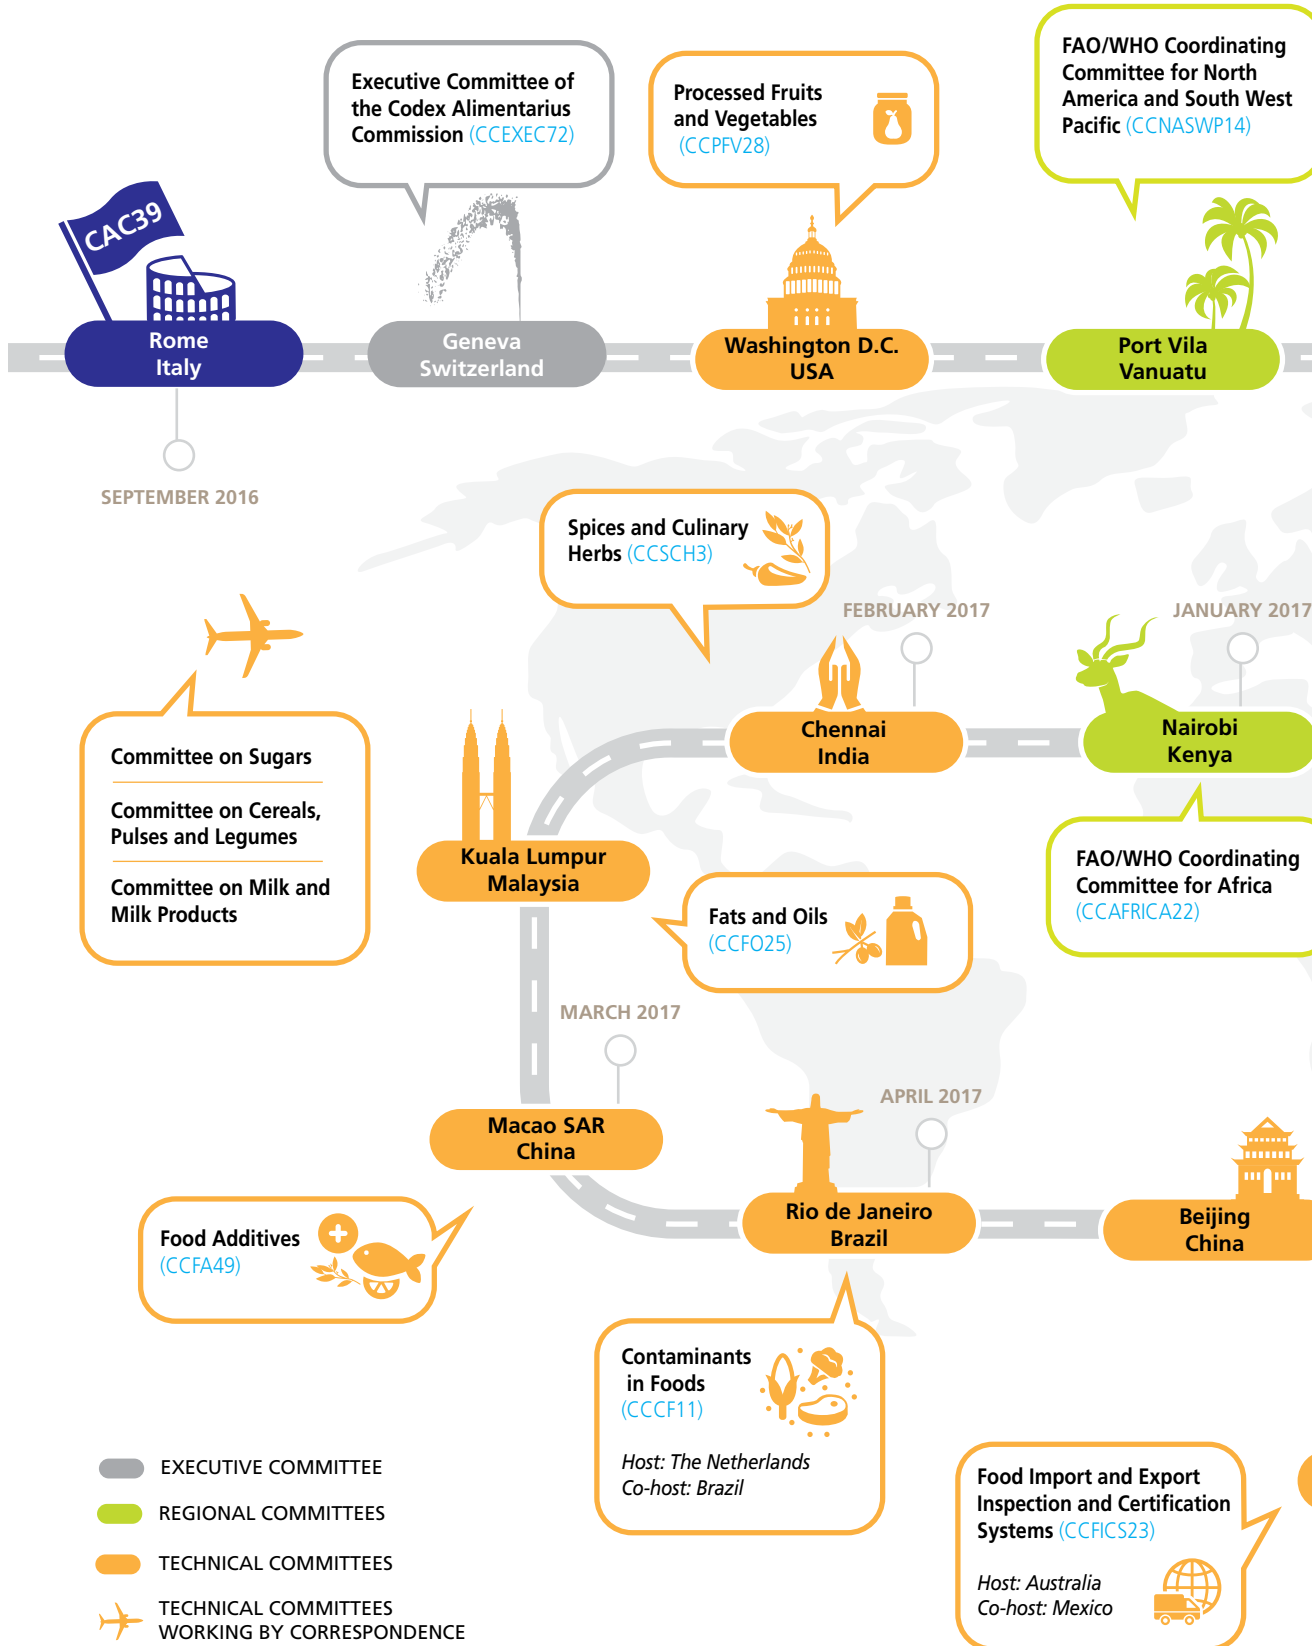 FAO/WHO Coordinating
Committee for North
America and South West
Pacific (CCNASWP14)
Executive Committee of
the Codex Alimentarius
Commission (CCEXEC72)
Processed Fruits
and Vegetables
(CCPFV28)
CAC39
Rome
Italy
Geneva
Switzerland
Washington D.C.
USA
Port Vila
Vanuatu
SEPTEMBER 2016
Spices and Culinary
Herbs (CCSCH3)
FEBRUARY 2017
JANUARY 2017
Chennai
India
Nairobi
Kenya
Committee on Sugars
Committee on Cereals,
Pulses and Legumes
Committee on Milk and
Milk Products
Kuala Lumpur
Malaysia
FAO/WHO Coordinating
Committee for Africa
(CCAFRICA22)
Fats and Oils
(CCFO25)
MARCH 2017
APRIL 2017
Macao SAR
China
Rio de Janeiro
Brazil
Beijing
China
Food Additives
(CCFA49)
Contaminants
in Foods
(CCCF11)
Host: The Netherlands
Co-host: Brazil
Food Import and Export
Inspection and Certification
Systems (CCFICS23)
Host: Australia
Co-host: Mexico
EXECUTIVE COMMITTEE
REGIONAL COMMITTEES
TECHNICAL COMMITTEES
TECHNICAL COMMITTEES
WORKING BY CORRESPONDENCE